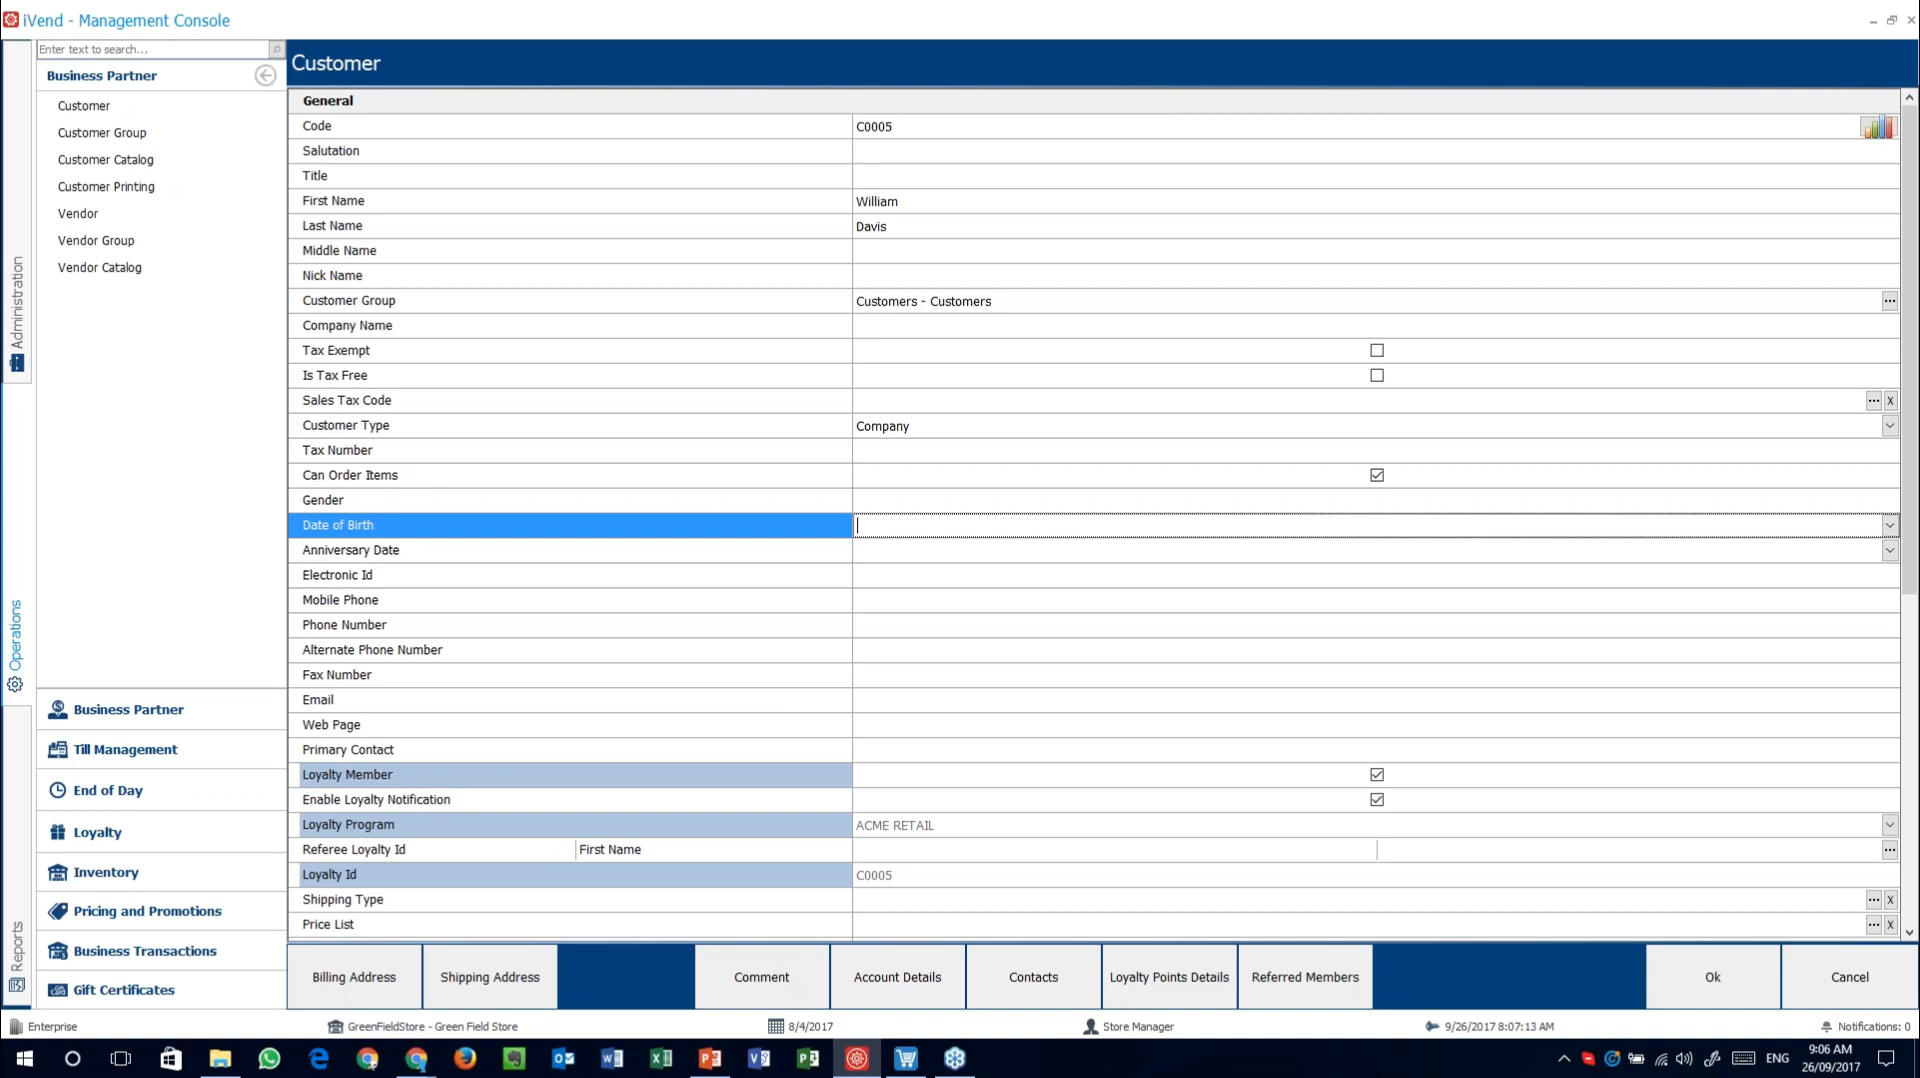 iVend - Management Console
Enter text to search...
Business Partner
Customer
Customer Group
Customer Catalog
Customer Printing
Vendor
Vendor Group
Vendor Catalog
Administration
Operations
Reports
Business Partner
Till Management
End of Day
Loyalty
Inventory
Pricing and Promotions
Business Transactions
Gift Certificates
Customer
General
Code C0005
Salutation
Title
First Name William
Last Name Davis
Middle Name
Nick Name
Customer Group Customers - Customers ...
Company Name
Tax Exempt
Is Tax Free
Sales Tax Code ... X
Customer Type Company
Tax Number
Can Order Items
Gender
Date of Birth
Anniversary Date
Electronic Id
Mobile Phone
Phone Number
Alternate Phone Number
Fax Number
Email
Web Page
Primary Contact
Loyalty Member
Enable Loyalty Notification
Loyalty Program ACME RETAIL
Referee Loyalty Id First Name ...
Loyalty Id C0005
Shipping Type ... X
Price List ... X
Billing Address Shipping Address Comment Account Details Contacts Loyalty Points Details Referred Members Ok Cancel
Enterprise GreenFieldStore - Green Field Store 8/4/2017 Store Manager 9/26/2017 8:07:13 AM Notifications: 0
ENG 9:06 AM
26/09/2017